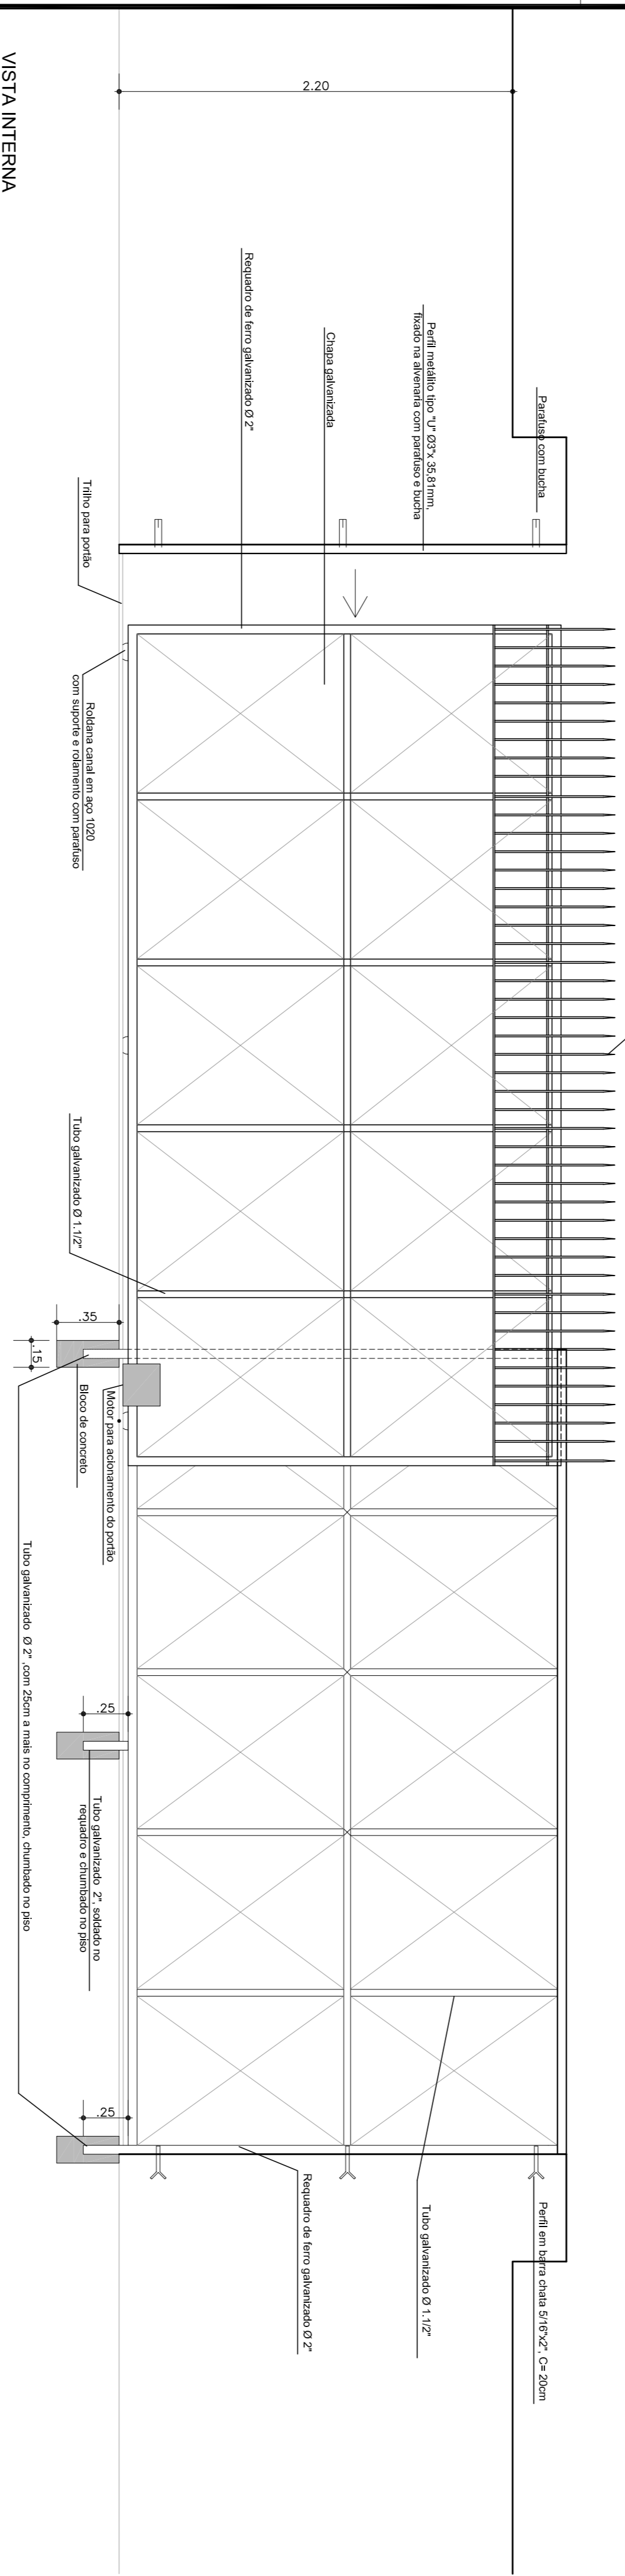 2.20
Parafuso com bucha
Perfil metálito tipo "U" Ø3"x 35,81mm,
fixado na alvenaria com parafuso e bucha
Chapa galvanizada
Requadro de ferro galvanizado Ø 2"
Trilho para portão
Roldana canal em aço 1020
com suporte e rolamento com parafuso
Tubo galvanizado Ø 1.1/2"
.35
.15
Bloco de concreto
Motor para acionamento do portão
Tubo galvanizado Ø 2" ,com 25cm a mais no comprimento, chumbado no piso
.25
Tubo galvanizado 2", soldado no
requadro e chumbado no piso
.25
Requadro de ferro galvanizado Ø 2"
Tubo galvanizado Ø 1.1/2"
Perfil em barra chata 5/16"x2", C= 20cm
VISTA INTERNA